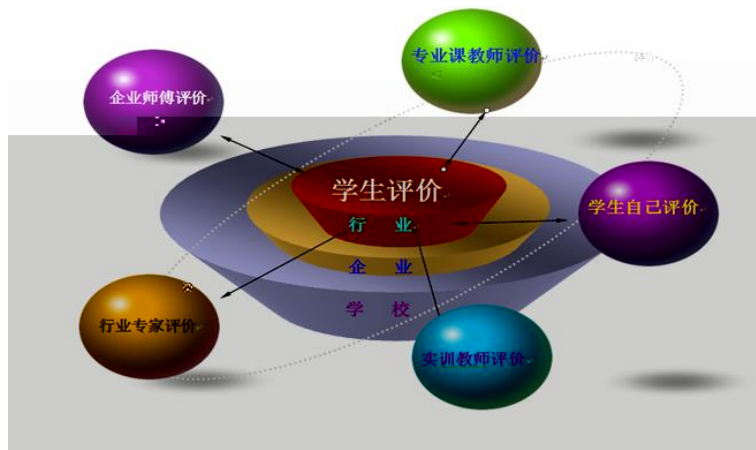 专业课教师评价
企业师傅评价
学生评价
学生自己评价
行 业
企 业
学 校
行业专家评价
实训教师评价